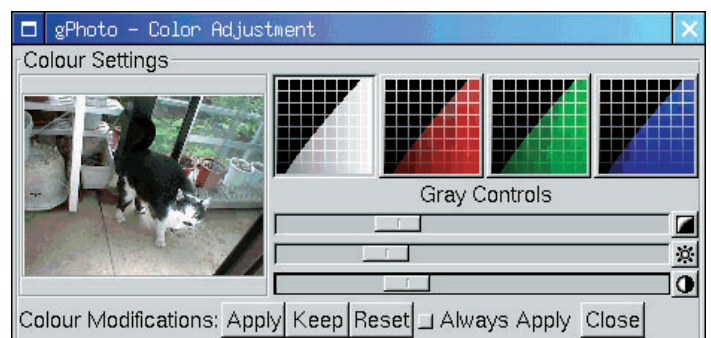 gPhoto - Color Adjustment
Colour Settings
Gray Controls
Colour Modifications: Apply Keep Reset Always Apply Close